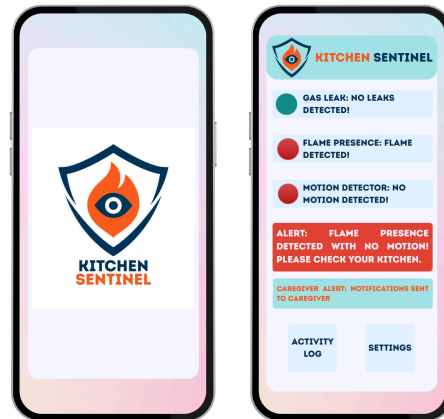 KITCHEN
SENTINEL
KITCHEN SENTINEL
GAS LEAK: NO LEAKS
DETECTED!
FLAME PRESENCE: FLAME
DETECTED!
MOTION DETECTOR: NO
MOTION DETECTED!
ALERT: FLAME PRESENCE
DETECTED WITH NO MOTION!
PLEASE CHECK YOUR KITCHEN.
CAREGIVER ALERT: NOTIFICATIONS SENT
TO CAREGIVER
ACTIVITY
LOG
SETTINGS